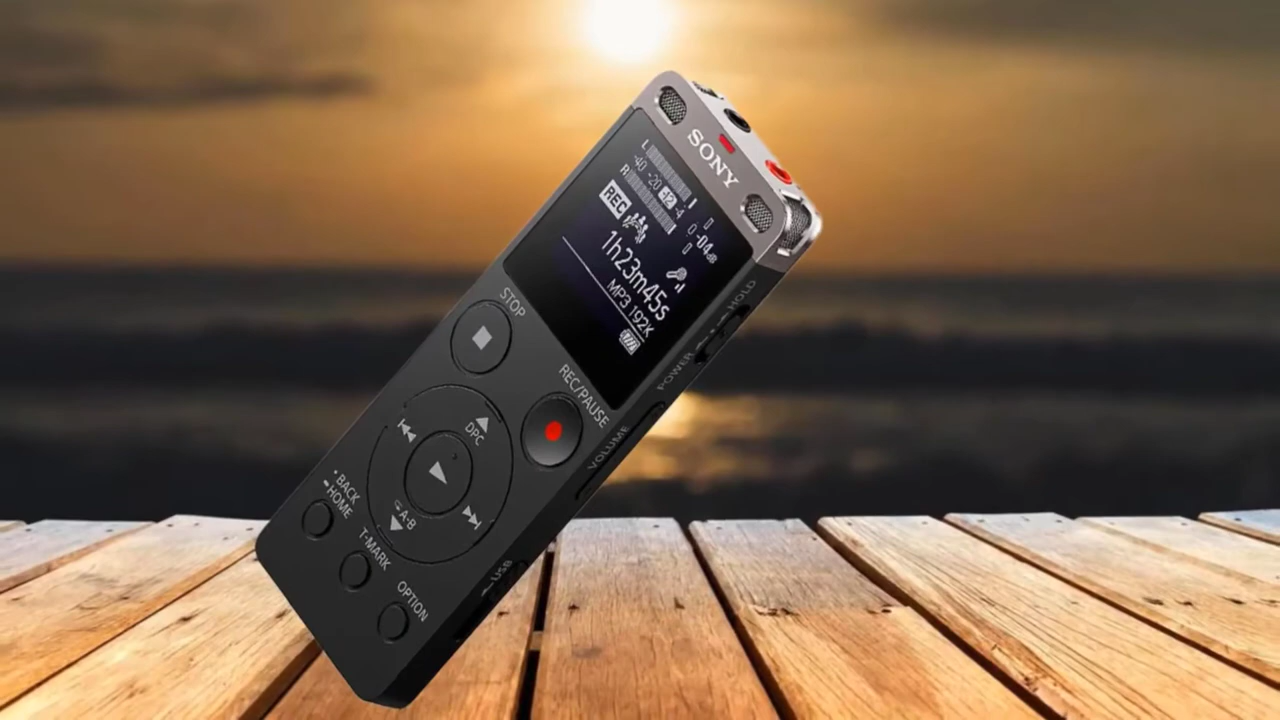 SONY
L
-40 -20 -12 -4 0
R
-04dB
REC
1h23m45s
MP3 192K
HOLD
POWER
STOP
REC/PAUSE
VOLUME
DPC
A-B
• BACK
━HOME
T-MARK
OPTION
USB